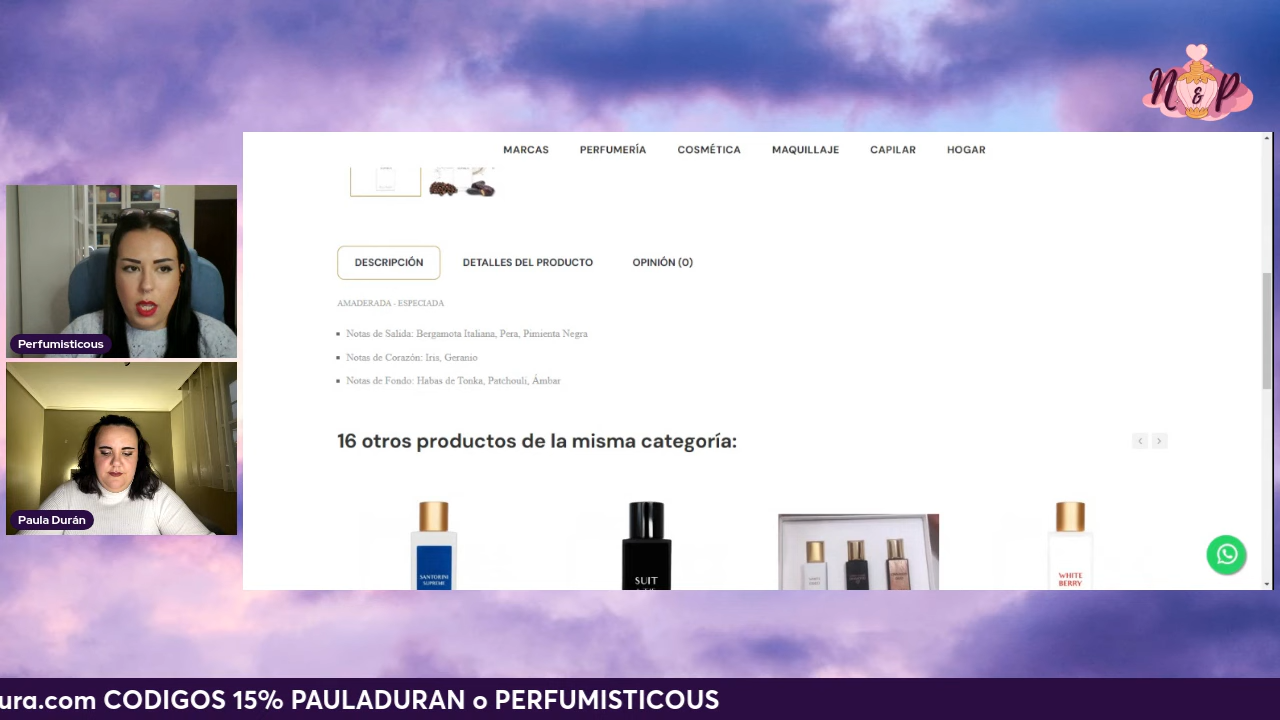 N & P
MARCAS PERFUMERÍA COSMÉTICA MAQUILLAJE CAPILAR HOGAR
DESCRIPCIÓN DETALLES DEL PRODUCTO OPINIÓN (0)
AMADERADA - ESPECIADA
Notas de Salida: Bergamota Italiana, Pera, Pimienta Negra
Notas de Corazón: Iris, Geranio
Notas de Fondo: Habas de Tonka, Patchouli, Ámbar
16 otros productos de la misma categoría:
SANTORINI
SUPREME
SUIT
WHITE
BERRY
Perfumisticous
Paula Durán
ura.com CODIGOS 15% PAULADURAN o PERFUMISTICOUS